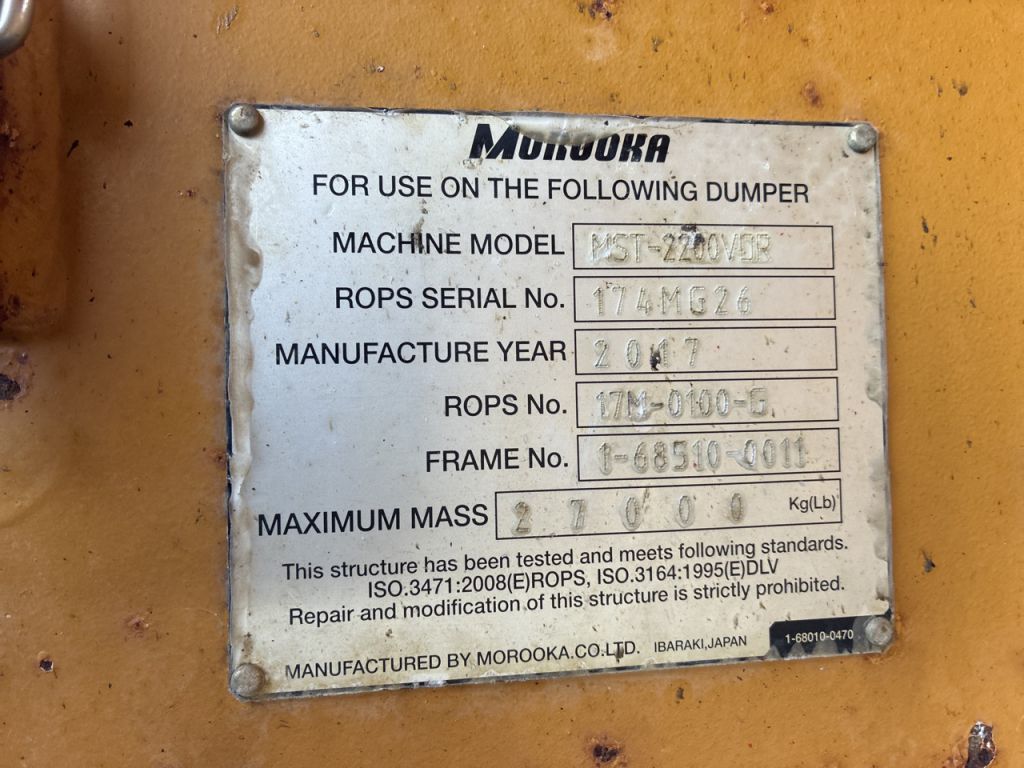 MOROOKA
FOR USE ON THE FOLLOWING DUMPER
MACHINE MODEL MST-2200VDR
ROPS SERIAL No. 174MG26
MANUFACTURE YEAR 2017
ROPS No. 17M-0100-G
FRAME No. 1-68510-0011
MAXIMUM MASS 27000 Kg(Lb)
This structure has been tested and meets following standards.
ISO.3471:2008(E)ROPS, ISO.3164:1995(E)DLV
Repair and modification of this structure is strictly prohibited.
MANUFACTURED BY MOROOKA.CO.LTD. IBARAKI,JAPAN 1-68010-0470